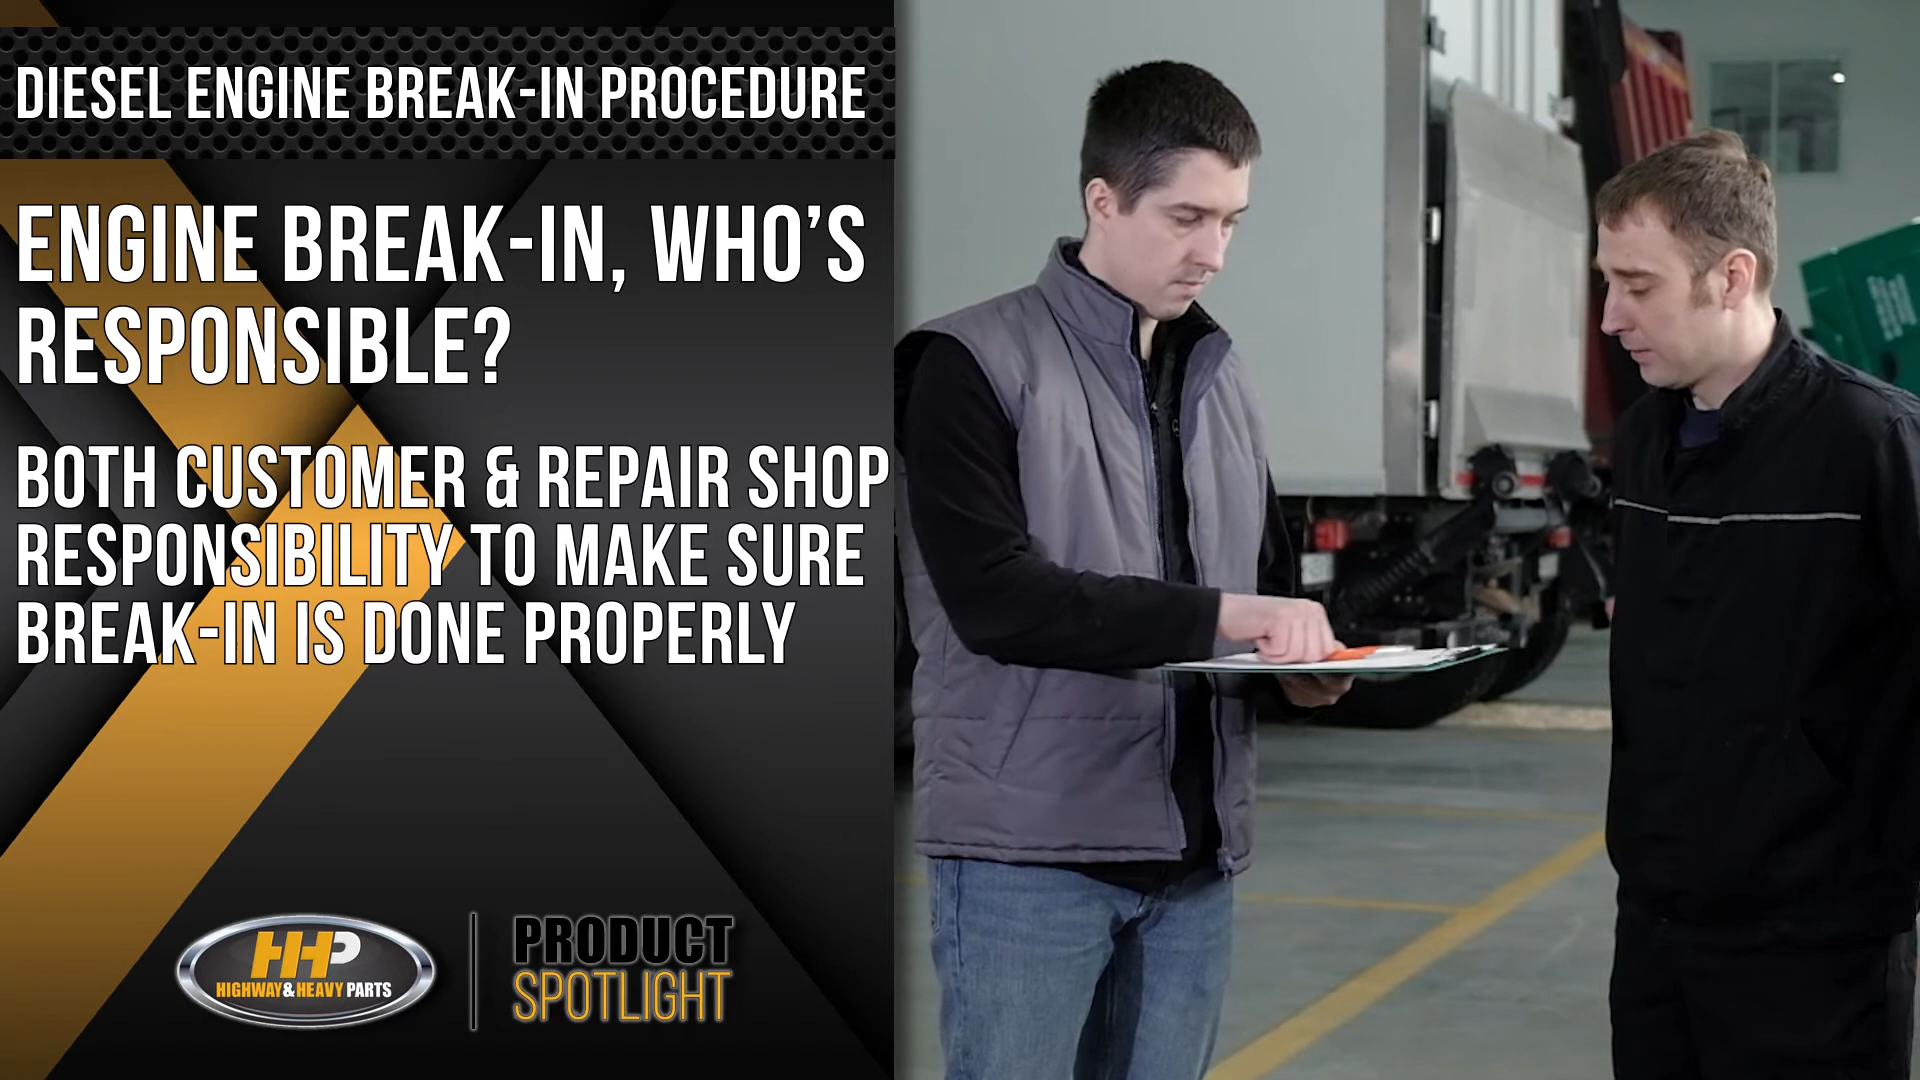 DIESEL ENGINE BREAK-IN PROCEDURE
ENGINE BREAK-IN, WHO'S
RESPONSIBLE?
BOTH CUSTOMER & REPAIR SHOP
RESPONSIBILITY TO MAKE SURE
BREAK-IN IS DONE PROPERLY
HHP
HIGHWAY&HEAVY PARTS
PRODUCT
SPOTLIGHT